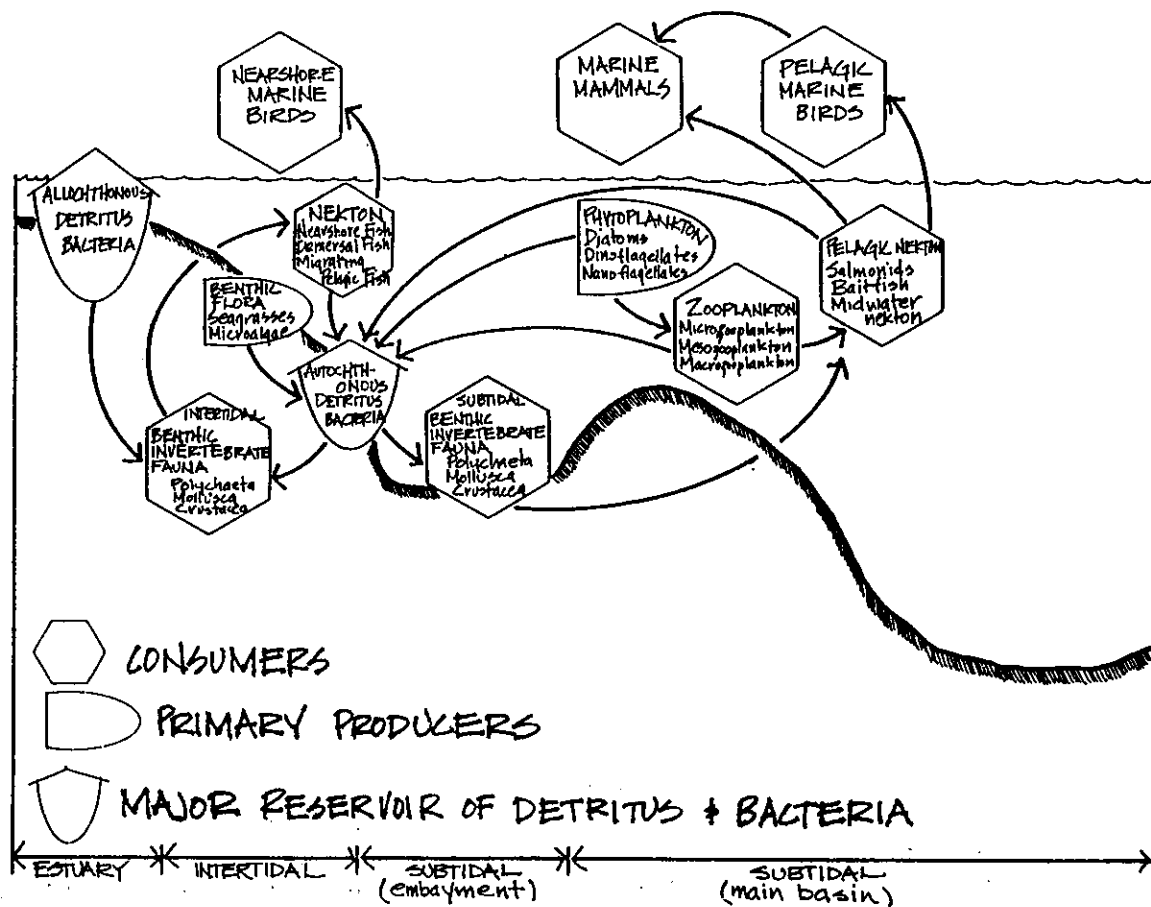 NEARSHORE
MARINE
BIRDS
MARINE
MAMMALS
PELAGIC
MARINE
BIRDS
ALLOCHTHONOUS
DETRITUS
BACTERIA
NEKTON
Nearshore Fish
Demersal Fish
Migrating
Pelagic Fish
PHYTOPLANKTON
Diatoms
Dinoflagellates
Nanoflagellates
PELAGIC NEKTON
Salmonids
Baitfish
Midwater
nekton
BENTHIC
FLORA
Seagrasses
Microalgae
ZOOPLANKTON
Microzooplankton
Mesozooplankton
Macrozooplankton
AUTOCHTH-
ONOUS
DETRITUS
BACTERIA
INTERTIDAL
BENTHIC
INVERTEBRATE
FAUNA
Polychaeta
Mollusca
Crustacea
SUBTIDAL
BENTHIC
INVERTEBRATE
FAUNA
Polychaeta
Mollusca
Crustacea
CONSUMERS
PRIMARY PRODUCERS
MAJOR RESERVOIR OF DETRITUS & BACTERIA
ESTUARY
INTERTIDAL
SUBTIDAL
(embayment)
SUBTIDAL
(main basin)